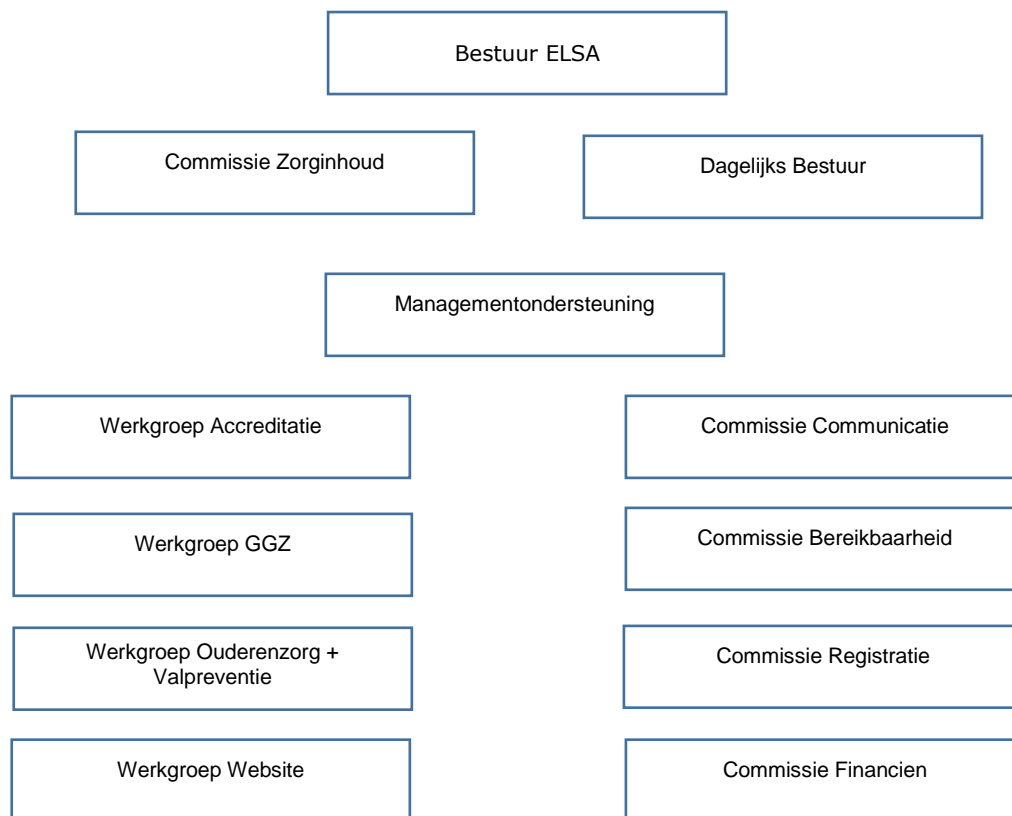 Bestuur ELSA
Commissie Zorginhoud
Dagelijks Bestuur
Managementondersteuning
Werkgroep Accreditatie
Commissie Communicatie
Werkgroep GGZ
Commissie Bereikbaarheid
Werkgroep Ouderenzorg +
Valpreventie
Commissie Registratie
Werkgroep Website
Commissie Financien